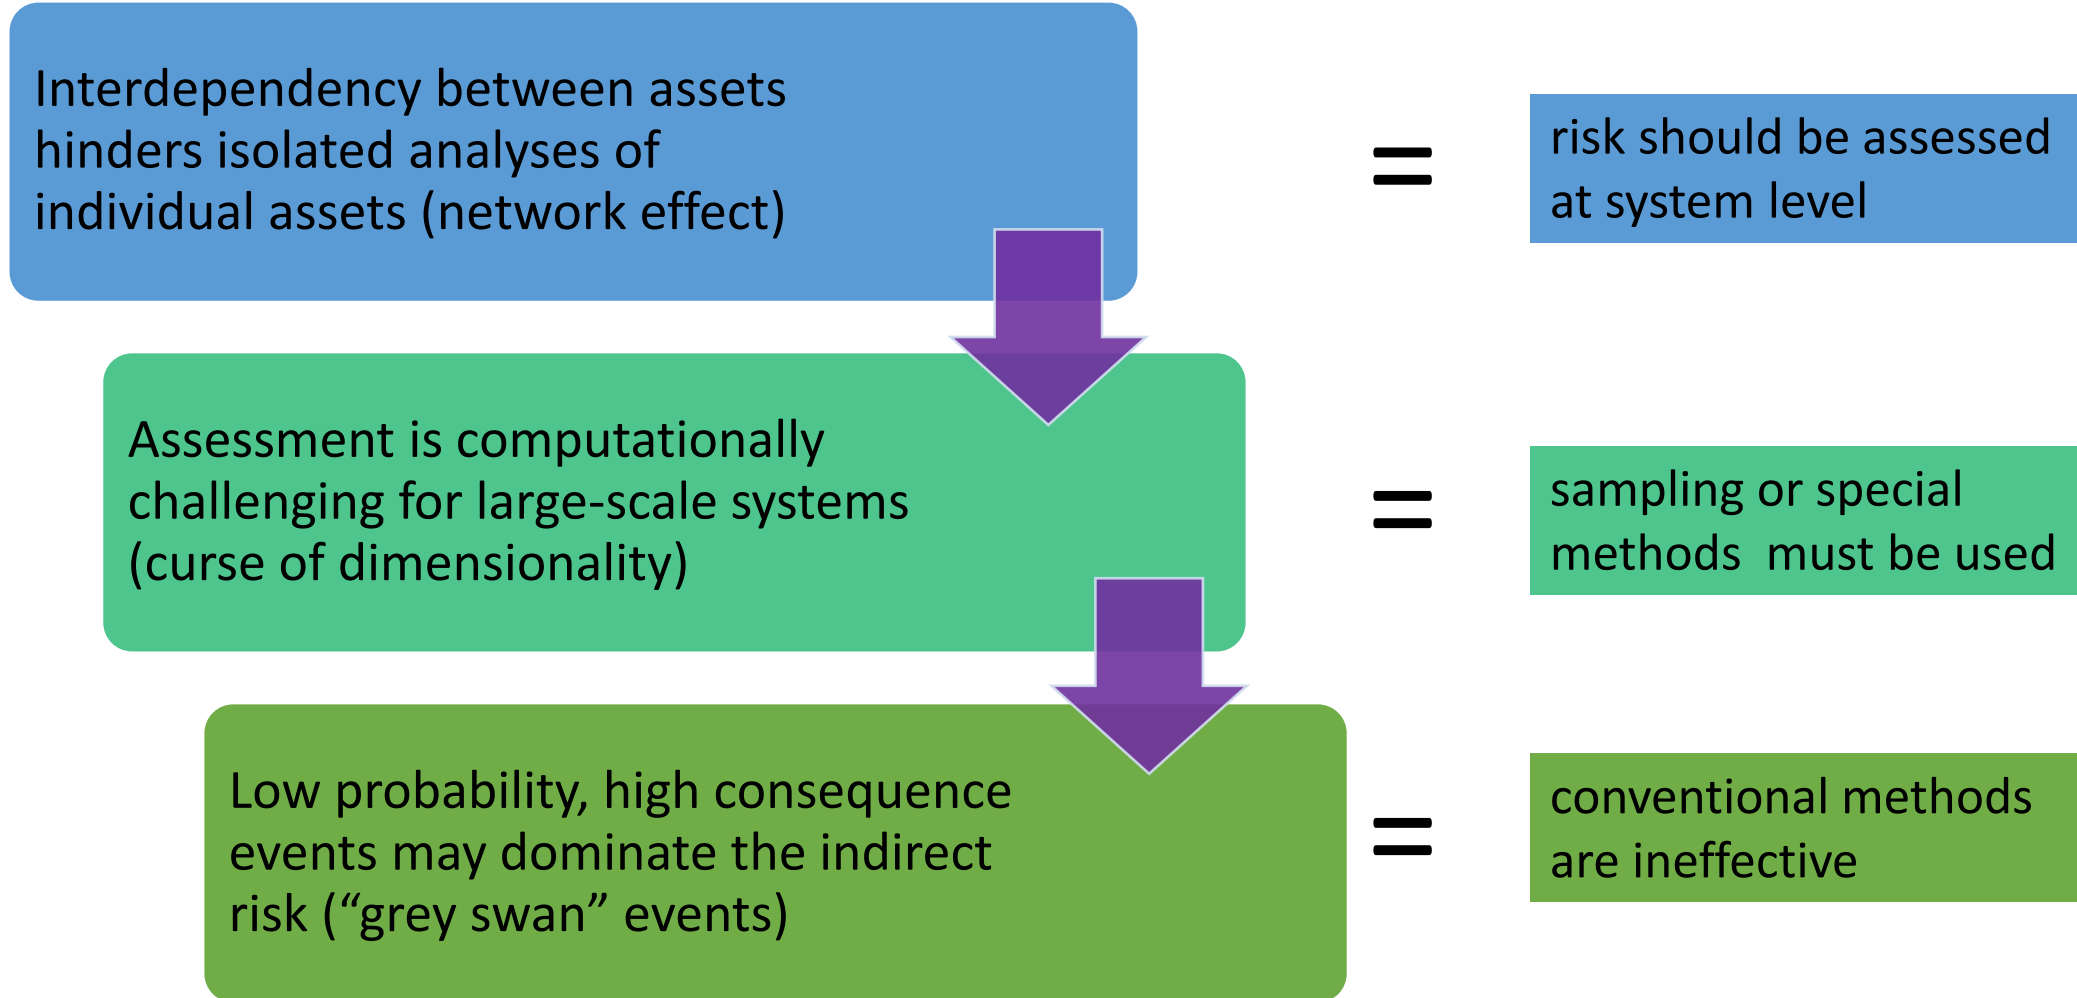 Interdependency between assets
hinders isolated analyses of
individual assets (network effect)
=
risk should be assessed
at system level
Assessment is computationally
challenging for large-scale systems
(curse of dimensionality)
=
sampling or special
methods  must be used
Low probability, high consequence
events may dominate the indirect
risk (“grey swan” events)
=
conventional methods
are ineffective